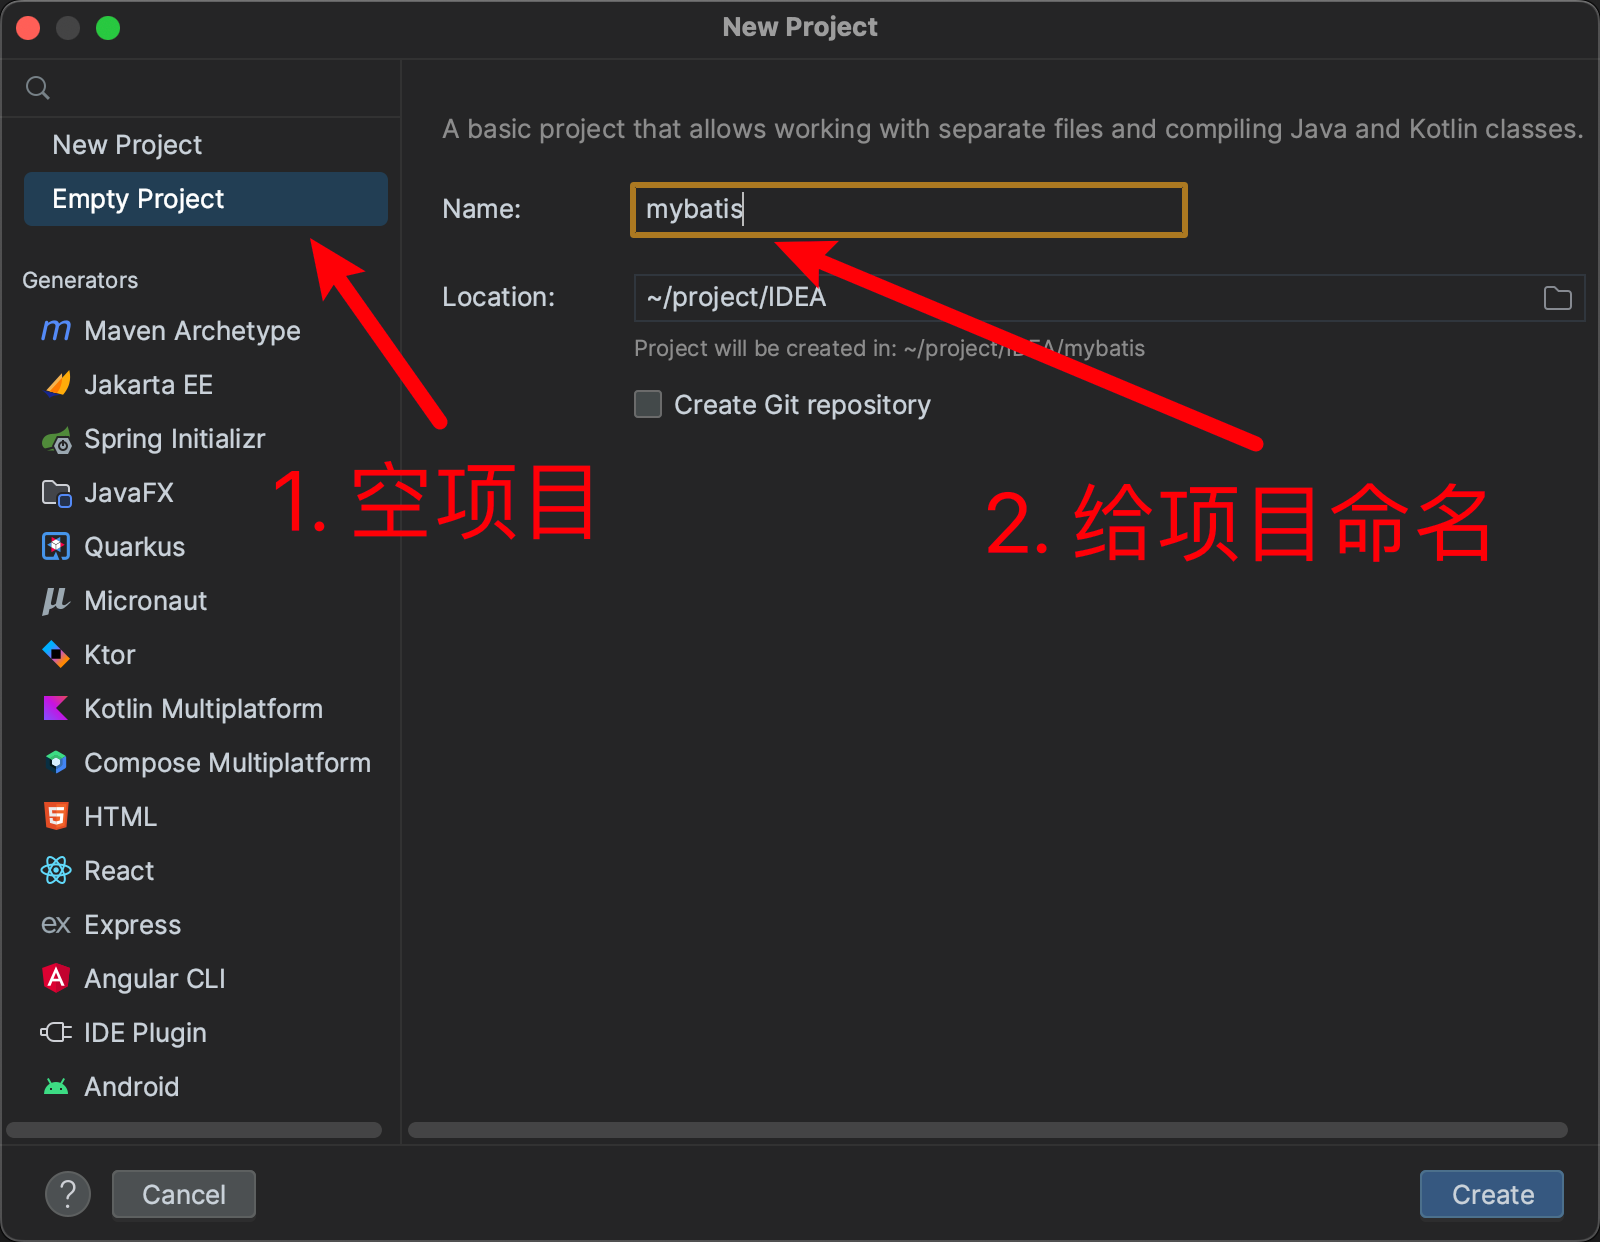 New Project
New Project
Empty Project
Generators
Maven Archetype
Jakarta EE
Spring Initializr
JavaFX
Quarkus
Micronaut
Ktor
Kotlin Multiplatform
Compose Multiplatform
HTML
React
ex Express
Angular CLI
IDE Plugin
Android
A basic project that allows working with separate files and compiling Java and Kotlin classes.
Name: mybatis
Location: ~/project/IDEA
Project will be created in: ~/project/IDEA/mybatis
Create Git repository
1. 空项目
2. 给项目命名
? Cancel
Create